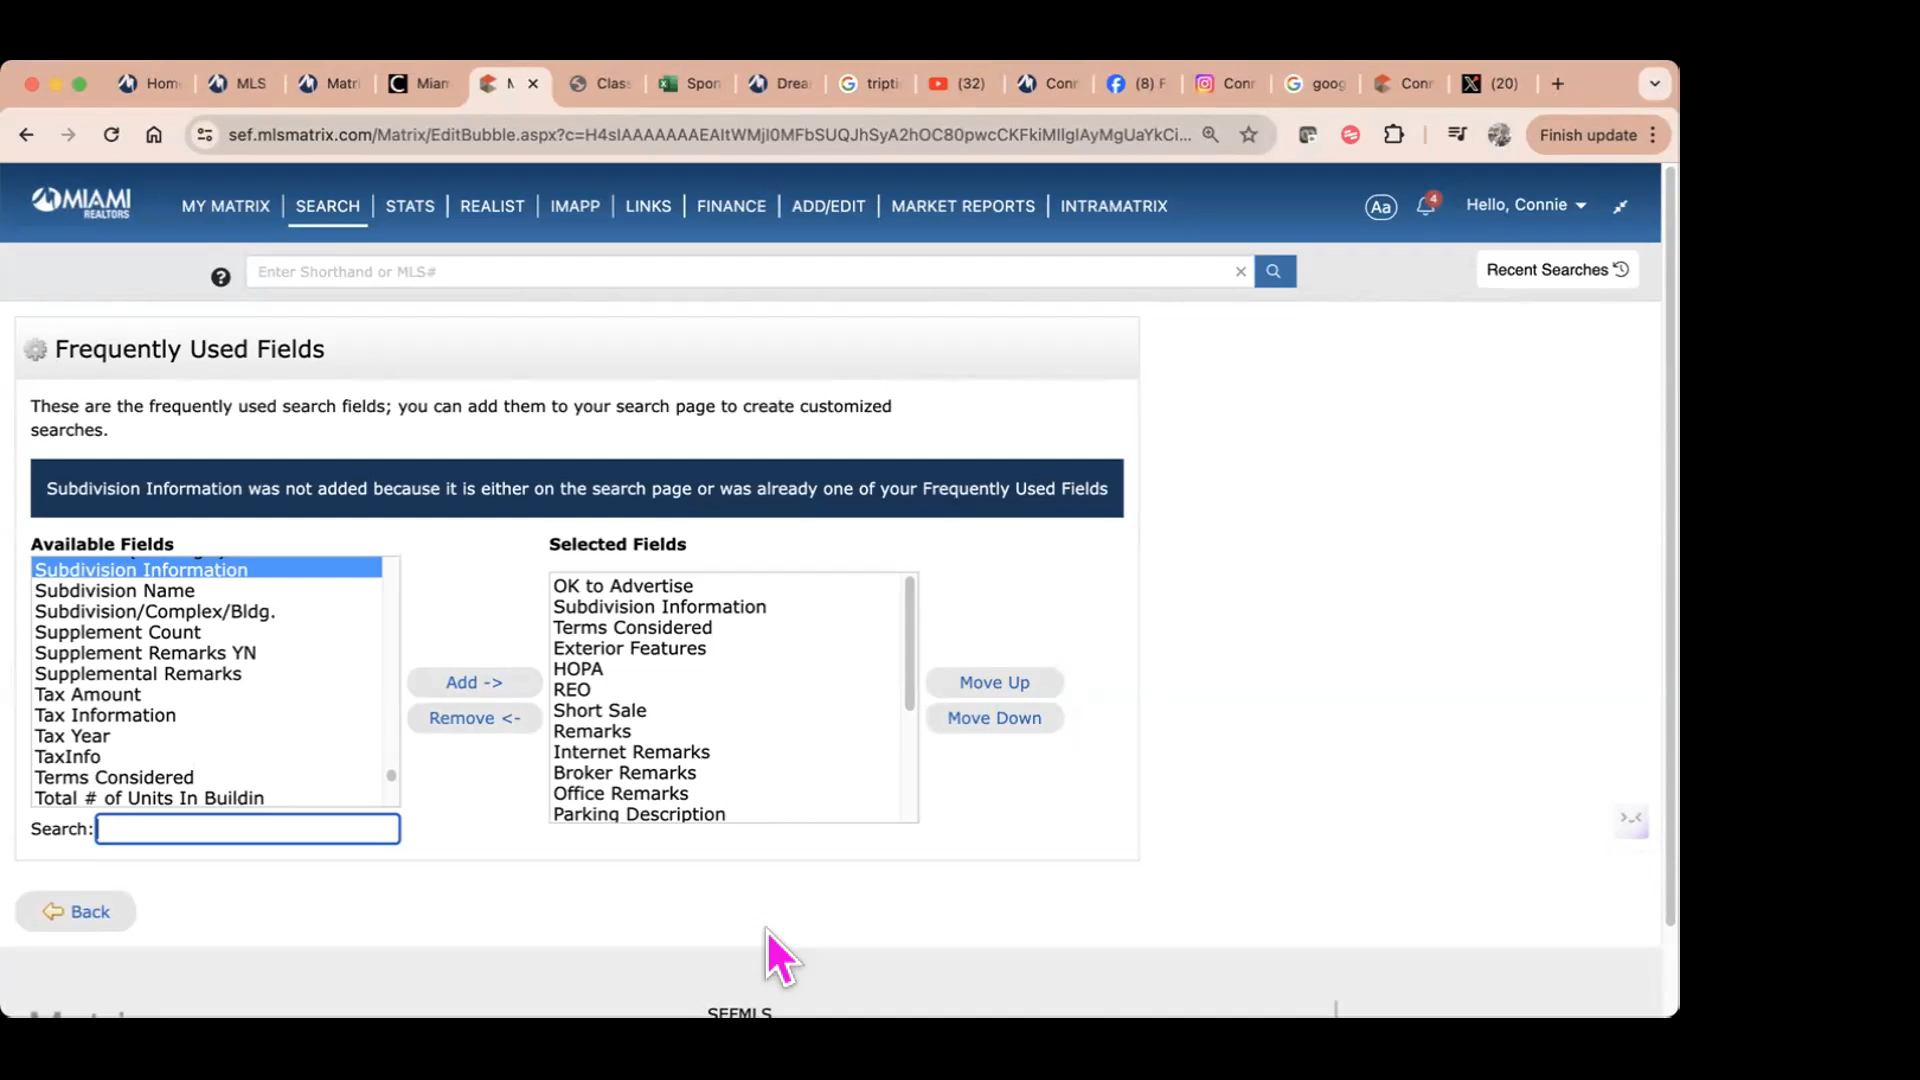 Hom
MLS
Matri
Mian
Class
Spon
Drea
tripti
(32)
Conn
(8) F
Conn
goog
Conn
(20)
sef.mlsmatrix.com/Matrix/EditBubble.aspx?c=
Finish update
MIAMI
REALTORS
MY MATRIX
SEARCH
STATS
REALIST
IMAPP
LINKS
FINANCE
ADD/EDIT
MARKET REPORTS
INTRAMATRIX
Aa
4
Hello, Connie
?
Enter Shorthand or MLS#
Recent Searches
Frequently Used Fields
These are the frequently used search fields; you can add them to your search page to create customized
searches.
Subdivision Information was not added because it is either on the search page or was already one of your Frequently Used Fields
Available Fields
Subdivision Information
Subdivision Name
Subdivision/Complex/Bldg.
Supplement Count
Supplement Remarks YN
Supplemental Remarks
Tax Amount
Tax Information
Tax Year
TaxInfo
Terms Considered
Total # of Units In Buildin
Search:
Add ->
Remove <-
Selected Fields
OK to Advertise
Subdivision Information
Terms Considered
Exterior Features
HOPA
REO
Short Sale
Remarks
Internet Remarks
Broker Remarks
Office Remarks
Parking Description
Move Up
Move Down
Back
SEFMLS